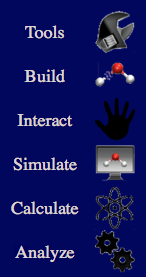 Tools
Build
Interact
Simulate
Calculate
Analyze